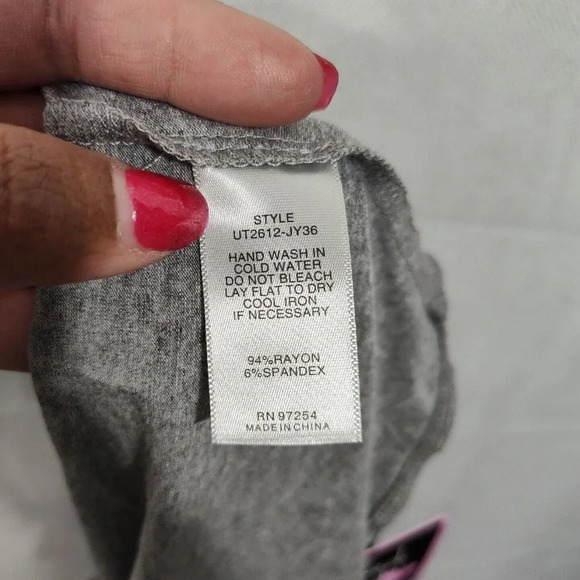 STYLE
UT2612-JY36
HAND WASH IN
COLD WATER
DO NOT BLEACH
LAY FLAT TO DRY
COOL IRON
IF NECESSARY
94%RAYON
6%SPANDEX
RN 97254
MADE IN CHINA